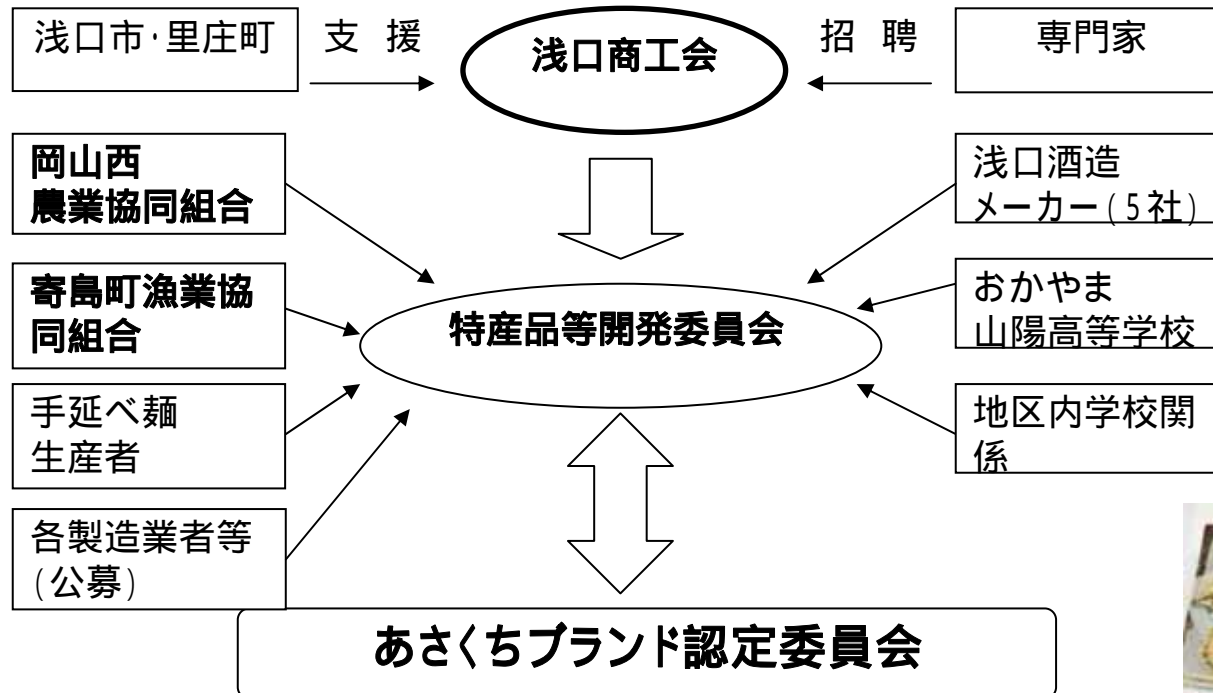 浅口市・里庄町
支 援
浅口商工会
招 聘
専門家
岡山西
農業協同組合
浅口酒造
メーカー(5社)
寄島町漁業協
同組合
特産品等開発委員会
おかやま
山陽高等学校
手延べ麺
生産者
地区内学校関
係
各製造業者等
(公募)
あさくちブランド認定委員会